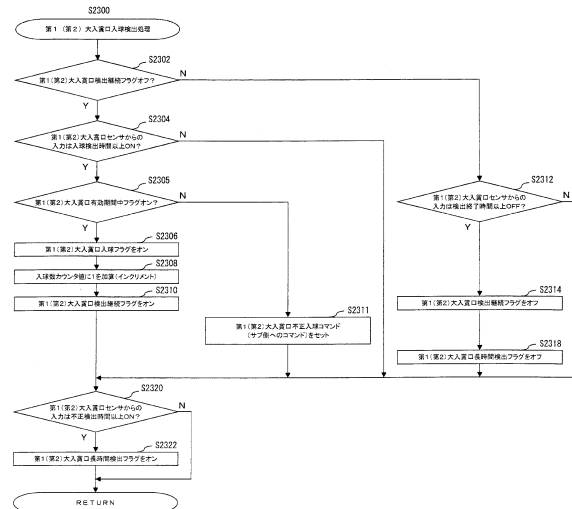 S2300
第1（第2）大入賞口入球検出処理
S2302
第1（第2）大入賞口検出継続フラグオフ？
N
Y
S2304
第1（第2）大入賞口センサからの
入力は入球検出時間以上ON？
N
Y
S2305
第1（第2）大入賞口有効期間中フラグオン？
N
Y
S2306
第1（第2）大入賞口入球フラグをオン
S2308
入球数カウンタ値に1を加算（インクリメント）
S2310
第1（第2）大入賞口検出継続フラグをオン
S2311
第1（第2）大入賞口不正入球コマンド
（サブ側へのコマンド）をセット
S2312
第1（第2）大入賞口センサからの
入力は検出終了時間以上OFF？
N
Y
S2314
第1（第2）大入賞口検出継続フラグをオフ
S2318
第1（第2）大入賞口長時間検出フラグをオフ
S2320
第1（第2）大入賞口センサからの
入力は不正検出時間以上ON？
N
Y
S2322
第1（第2）大入賞口長時間検出フラグをオン
RETURN